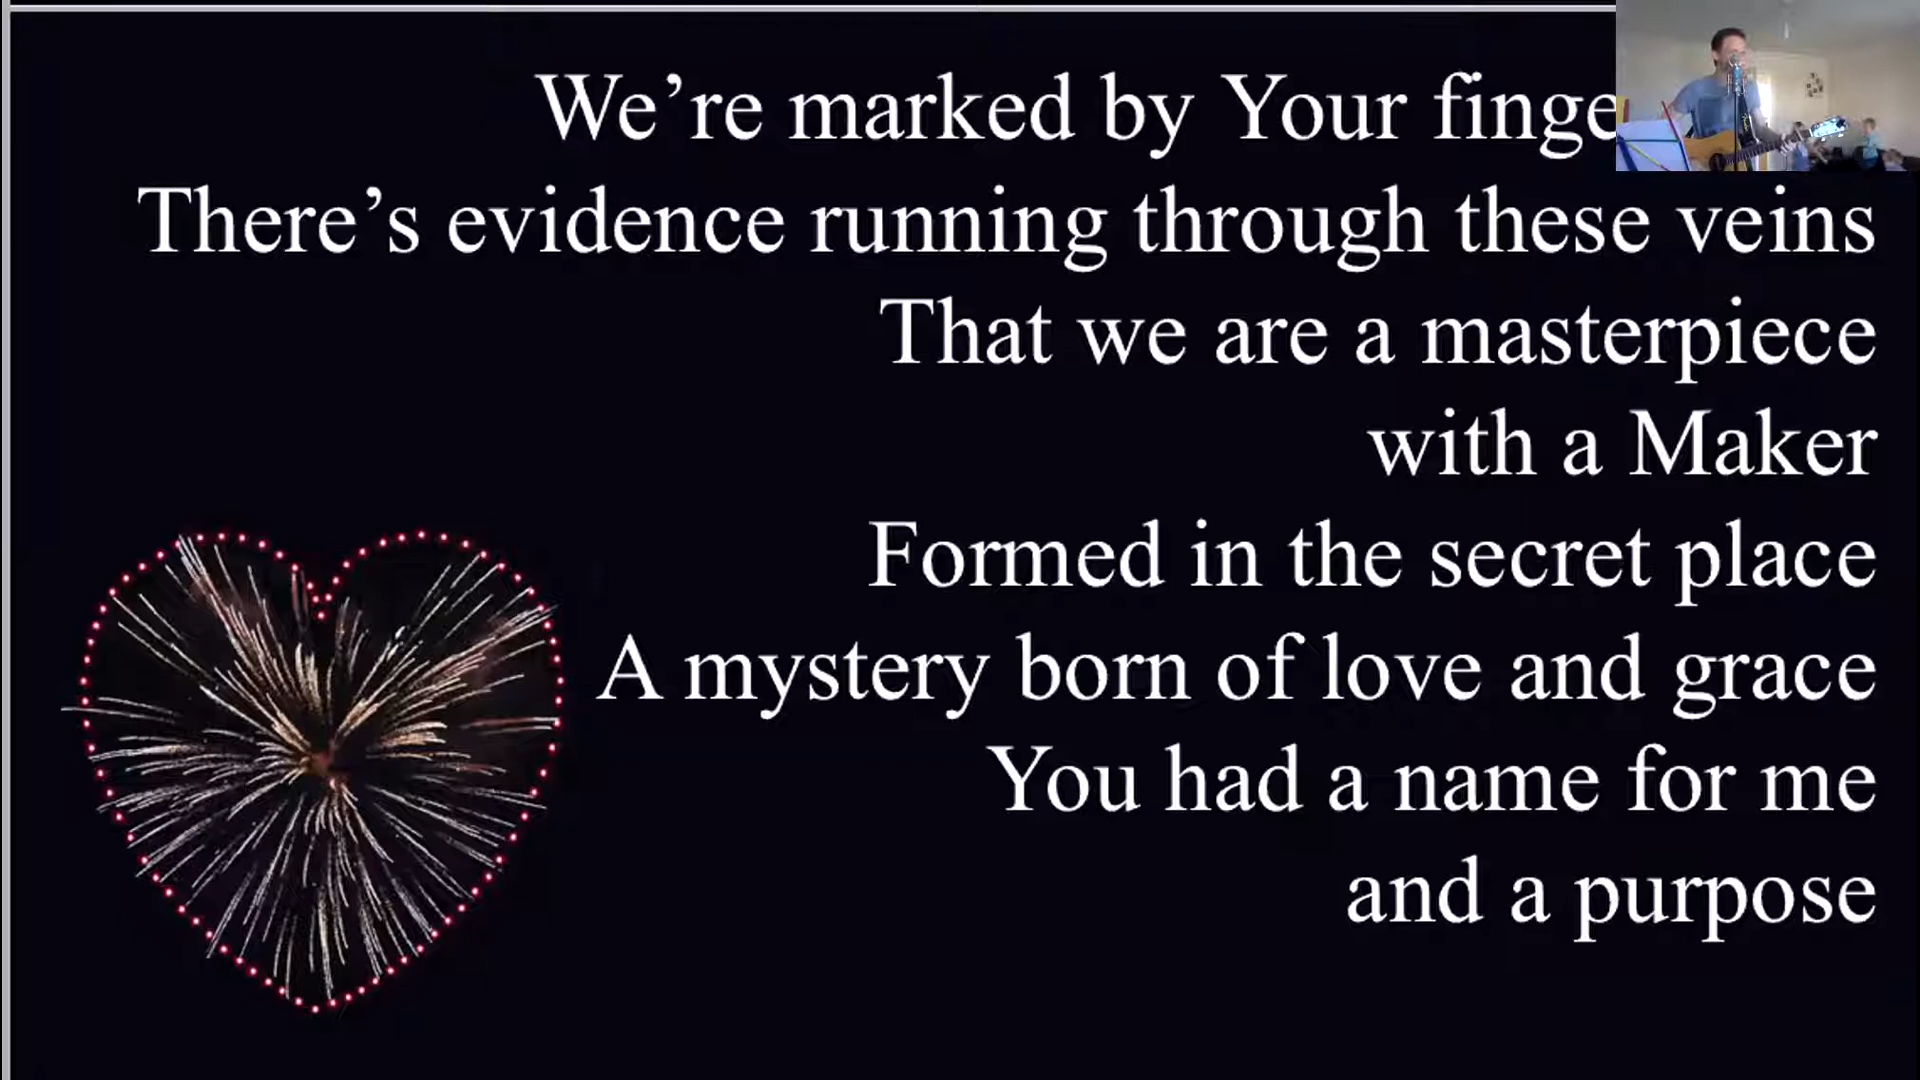 We’re marked by Your finge
There’s evidence running through these veins
That we are a masterpiece
with a Maker
Formed in the secret place
A mystery born of love and grace
You had a name for me
and a purpose